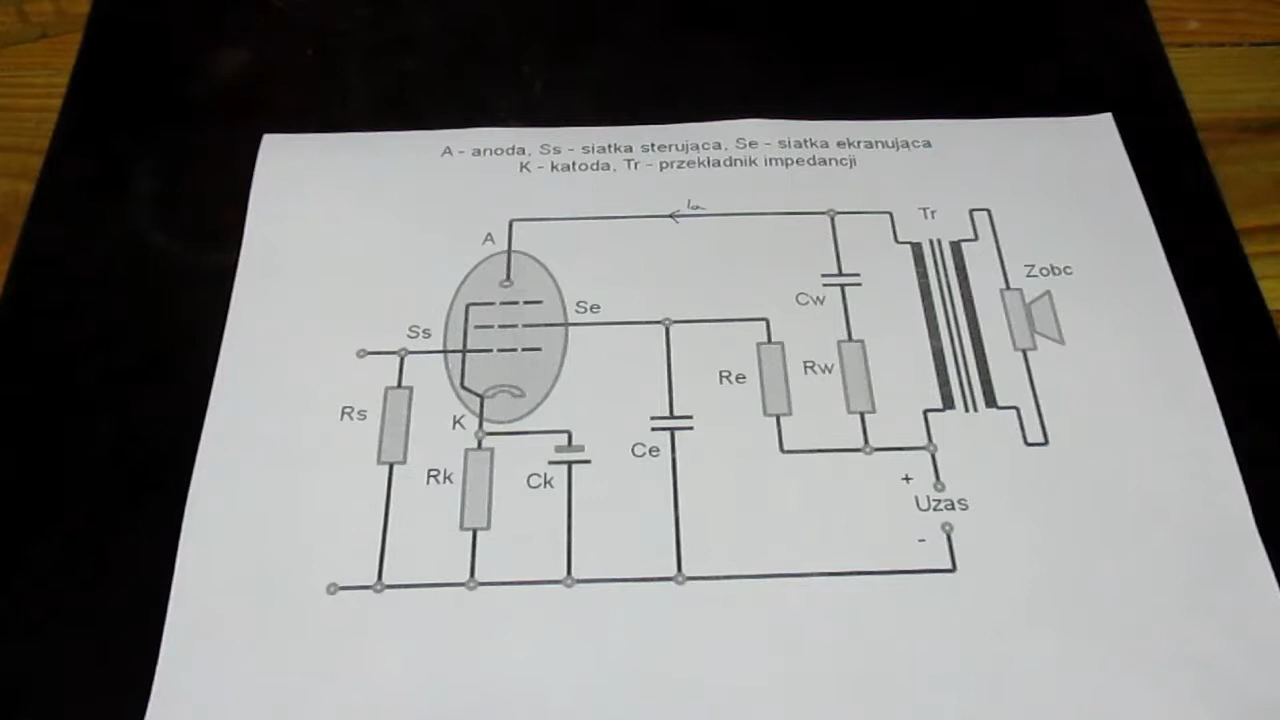 A - anoda, Ss - siatka sterująca, Se - siatka ekranująca
K - katoda, Tr - przekładnik impedancji
Ia
Tr
A
Zobc
Se
Cw
Ss
Re
Rw
Rs
K
Ce
Rk
Ck
+
Uzas
-